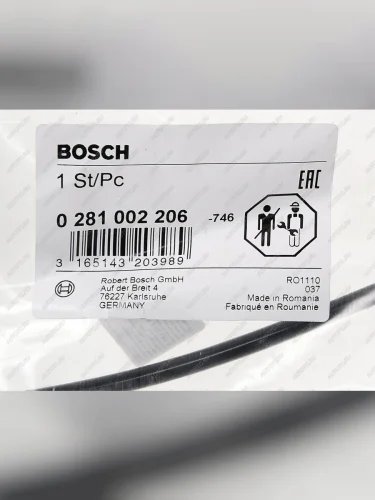 BOSCH
1 St/Pc
EAC
0 281 002 206 -746
3 165143 203989
Robert Bosch GmbH
Auf der Breit 4
76227 Karlsruhe
GERMANY
RO1110
037
Made in Romania
Fabriqué en Roumanie